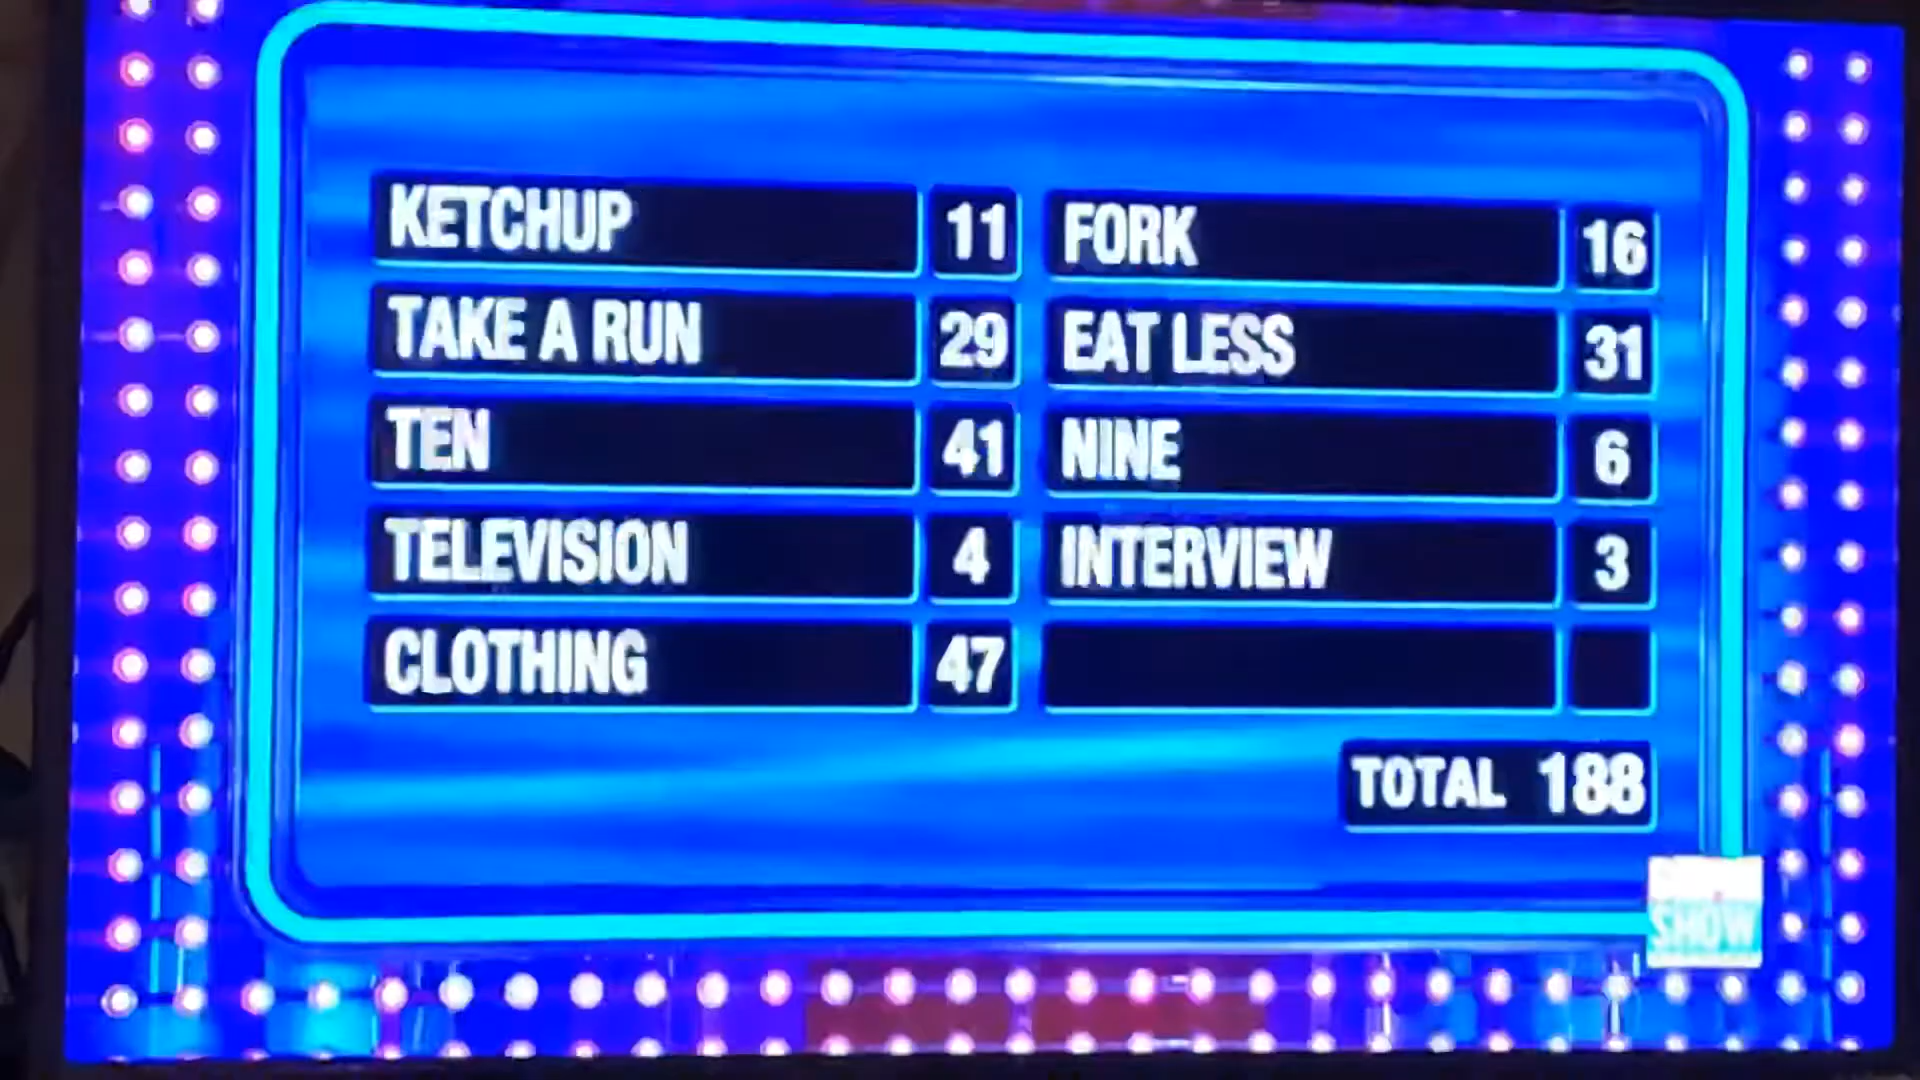 KETCHUP 11 FORK 16
TAKE A RUN 29 EAT LESS 31
TEN 41 NINE 6
TELEVISION 4 INTERVIEW 3
CLOTHING 47
TOTAL 188
SHOW